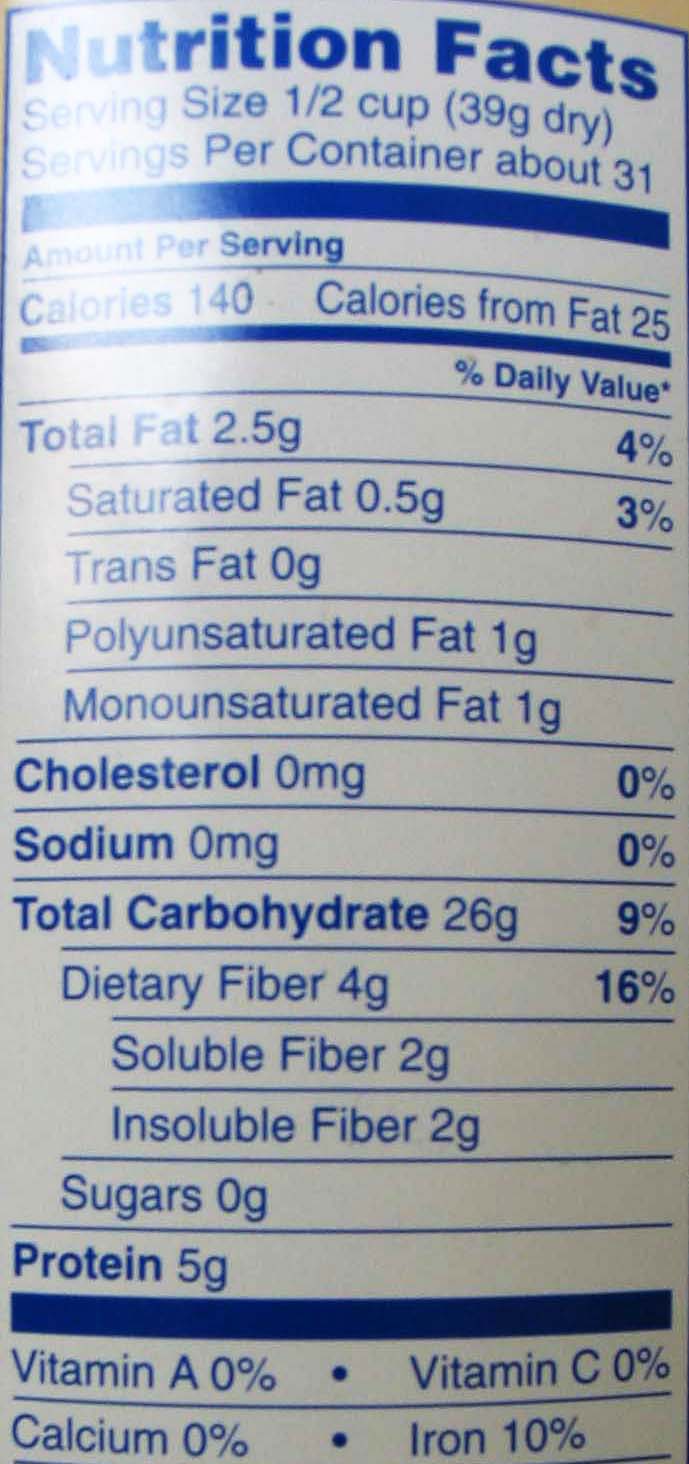 Nutrition Facts
Serving Size 1/2 cup (39g dry)
Servings Per Container about 31
Amount Per Serving
Calories 140 Calories from Fat 25
% Daily Value*
Total Fat 2.5g 4%
Saturated Fat 0.5g 3%
Trans Fat 0g
Polyunsaturated Fat 1g
Monounsaturated Fat 1g
Cholesterol 0mg 0%
Sodium 0mg 0%
Total Carbohydrate 26g 9%
Dietary Fiber 4g 16%
Soluble Fiber 2g
Insoluble Fiber 2g
Sugars 0g
Protein 5g
Vitamin A 0% • Vitamin C 0%
Calcium 0% • Iron 10%